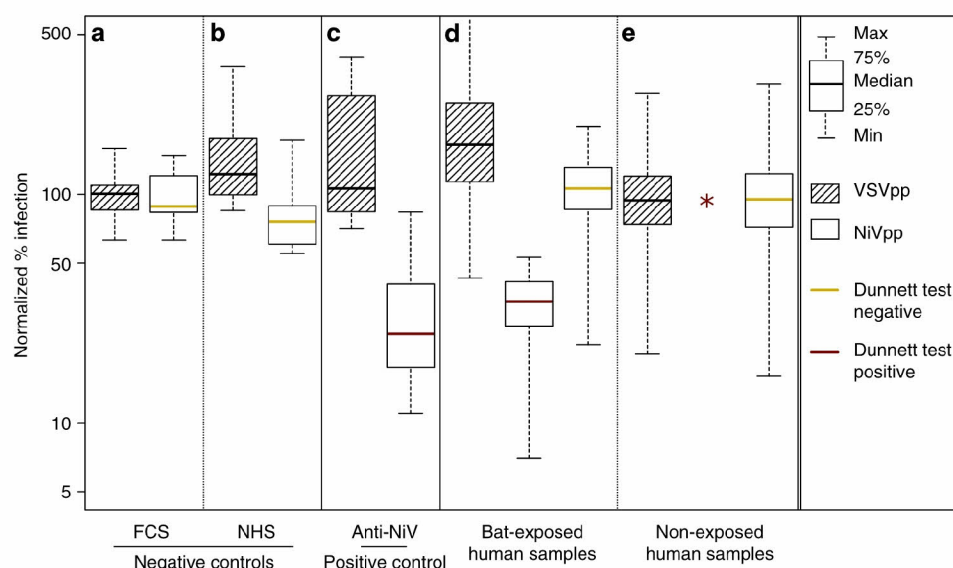 a b c d e
500
100
50
10
5
Normalized % infection
FCS NHS Anti-NiV Bat-exposed human samples Non-exposed human samples
Negative controls Positive control
Max
75%
Median
25%
Min
VSVpp
NiVpp
Dunnett test
negative
Dunnett test
positive
*